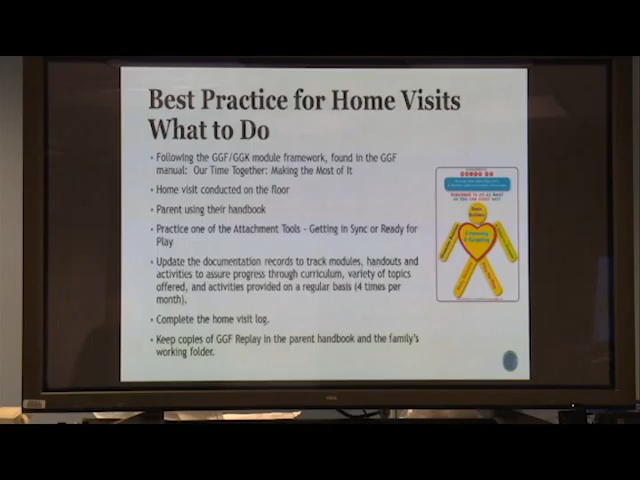 Best Practice for Home Visits
What to Do
Following the GGF/GGK module framework, found in the GGF
manual: Our Time Together: Making the Most of It
Home visit conducted on the floor
Parent using their handbook
Practice one of the Attachment Tools - Getting in Sync or Ready for
Play
Update the documentation records to track modules, handouts and
activities to assure progress through curriculum, variety of topics
offered, and activities provided on a regular basis (4 times per
month).
Complete the home visit log.
Keep copies of GGF Replay in the parent handbook and the family's
working folder.